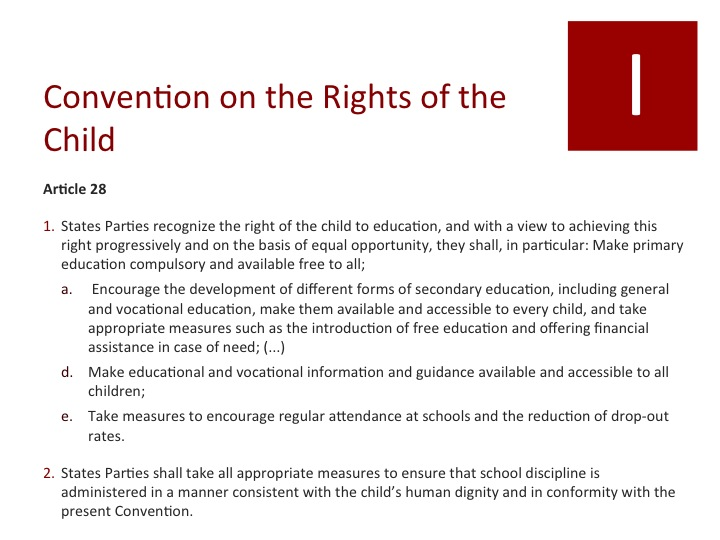 I
Convention on the Rights of the
Child
Article 28
1. States Parties recognize the right of the child to education, and with a view to achieving this
right progressively and on the basis of equal opportunity, they shall, in particular: Make primary
education compulsory and available free to all;
a. Encourage the development of different forms of secondary education, including general
and vocational education, make them available and accessible to every child, and take
appropriate measures such as the introduction of free education and offering financial
assistance in case of need; (...)
d. Make educational and vocational information and guidance available and accessible to all
children;
e. Take measures to encourage regular attendance at schools and the reduction of drop-out
rates.
2. States Parties shall take all appropriate measures to ensure that school discipline is
administered in a manner consistent with the child’s human dignity and in conformity with the
present Convention.